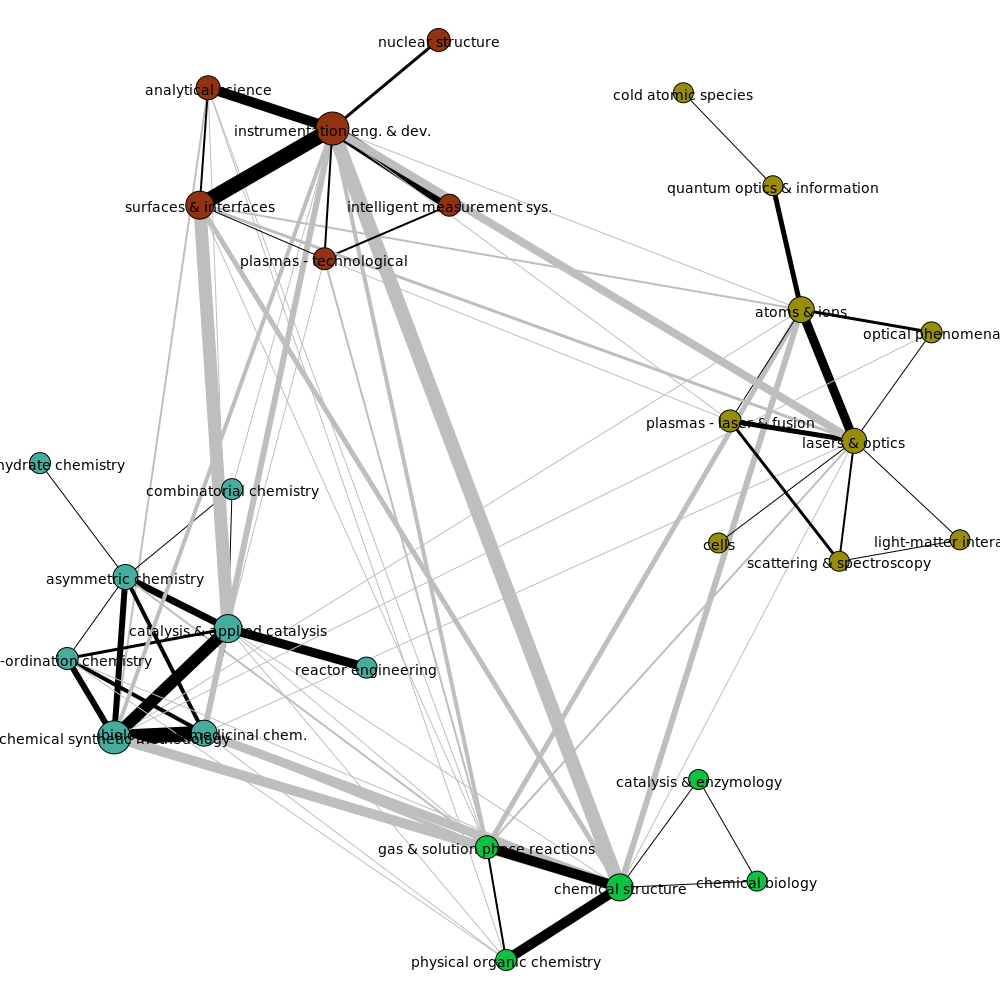 nuclear structure
analytical science
cold atomic species
instrumentation eng. & dev.
quantum optics & information
surfaces & interfaces
intelligent measurement sys.
plasmas - technological
atoms & ions
optical phenomena
plasmas - laser & fusion
lasers & optics
hydrate chemistry
combinatorial chemistry
cells
light-matter intera
scattering & spectroscopy
asymmetric chemistry
catalysis & applied catalysis
-ordination chemistry
reactor engineering
medicinal chem.
chemical synthetic methodology
catalysis & enzymology
gas & solution phase reactions
chemical structure
chemical biology
physical organic chemistry